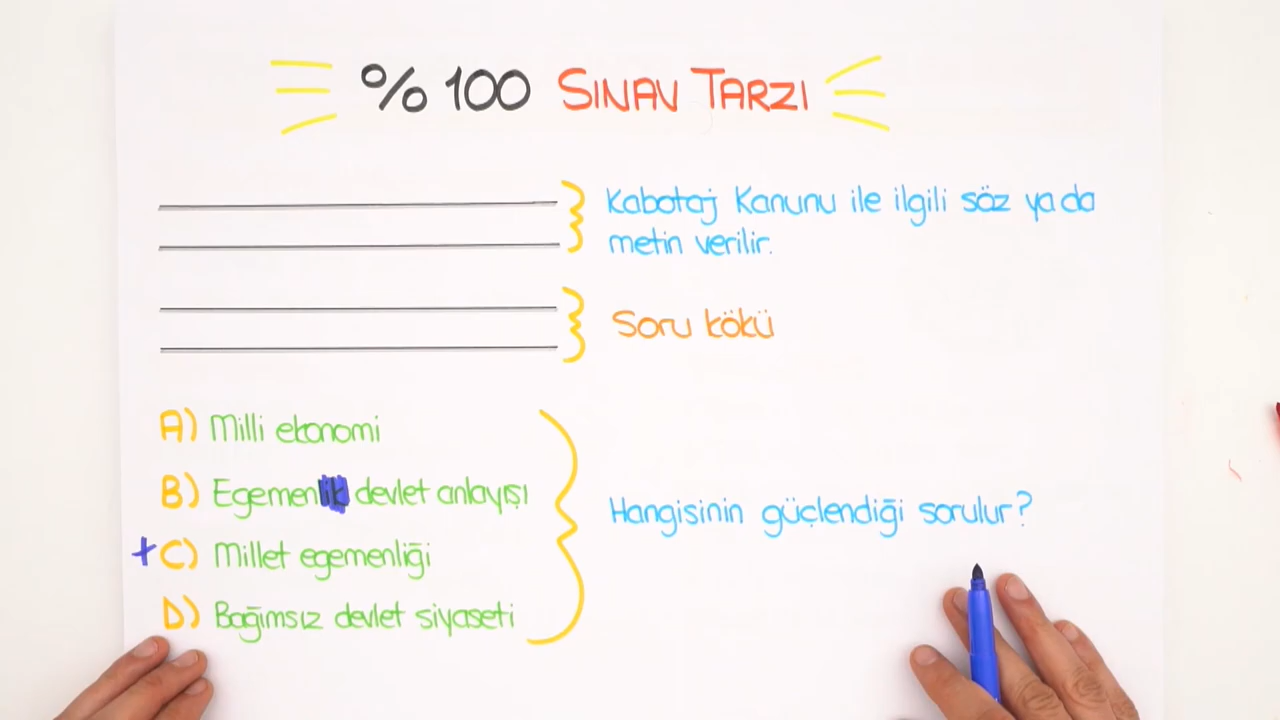 % 100 SINAV TARZI
Kabotaj Kanunu ile ilgili söz ya da
metin verilir.
Soru kökü
A) Milli ekonomi
B) Egemen devlet anlayışı
+ C) Millet egemenliği
D) Bağımsız devlet siyaseti
Hangisinin güçlendiği sorulur?